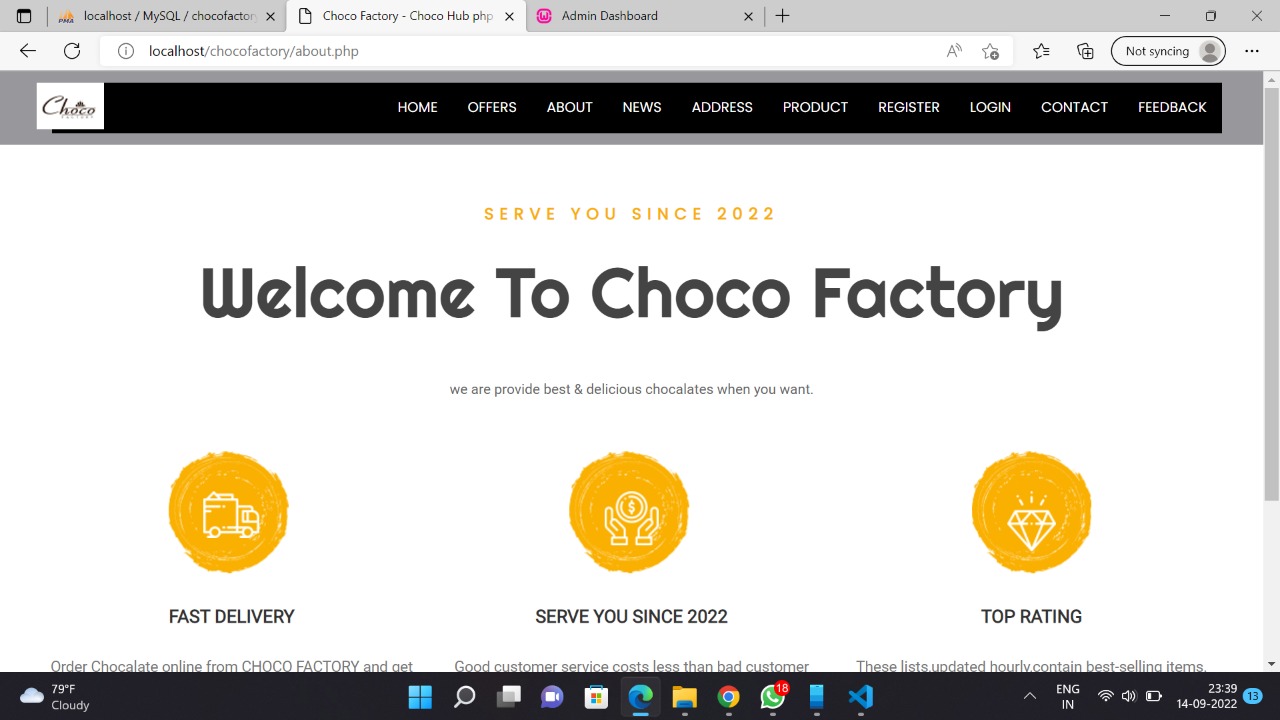 localhost / MySQL / chocofactory
Choco Factory - Choco Hub php
Admin Dashboard
localhost/chocofactory/about.php
Not syncing
Choco
FACTORY
HOME OFFERS ABOUT NEWS ADDRESS PRODUCT REGISTER LOGIN CONTACT FEEDBACK
SERVE YOU SINCE 2022
Welcome To Choco Factory
we are provide best & delicious chocalates when you want.
FAST DELIVERY
SERVE YOU SINCE 2022
TOP RATING
Order Chocalate online from CHOCO FACTORY and get
Good customer service costs less than bad customer
These lists,updated hourly,contain best-selling items.
79°F
Cloudy
18
ENG
IN
23:39
14-09-2022
13